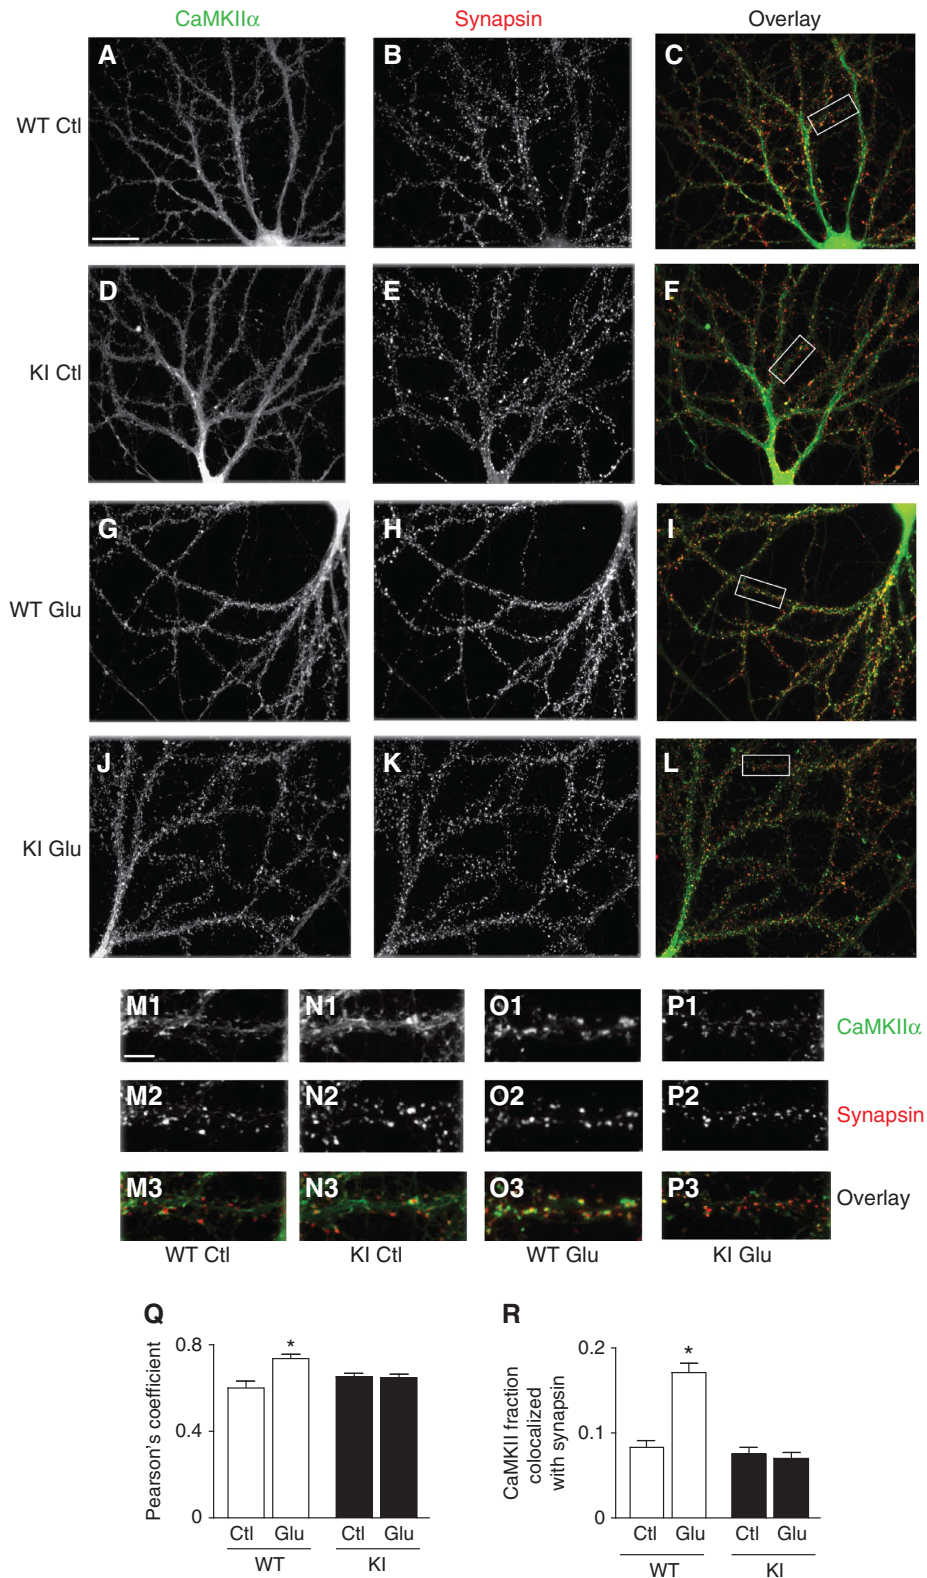 CaMKIIα Synapsin Overlay
WT Ctl A B C
KI Ctl D E F
WT Glu G H I
KI Glu J K L
M1 N1 O1 P1 CaMKIIα
M2 N2 O2 P2 Synapsin
M3 N3 O3 P3 Overlay
WT Ctl KI Ctl WT Glu KI Glu
Q
Pearson's coefficient
0.8
0.4
0
*
Ctl Glu Ctl Glu
WT KI
R
CaMKII fraction
colocalized
with synapsin
0.2
0.1
0
*
Ctl Glu Ctl Glu
WT KI